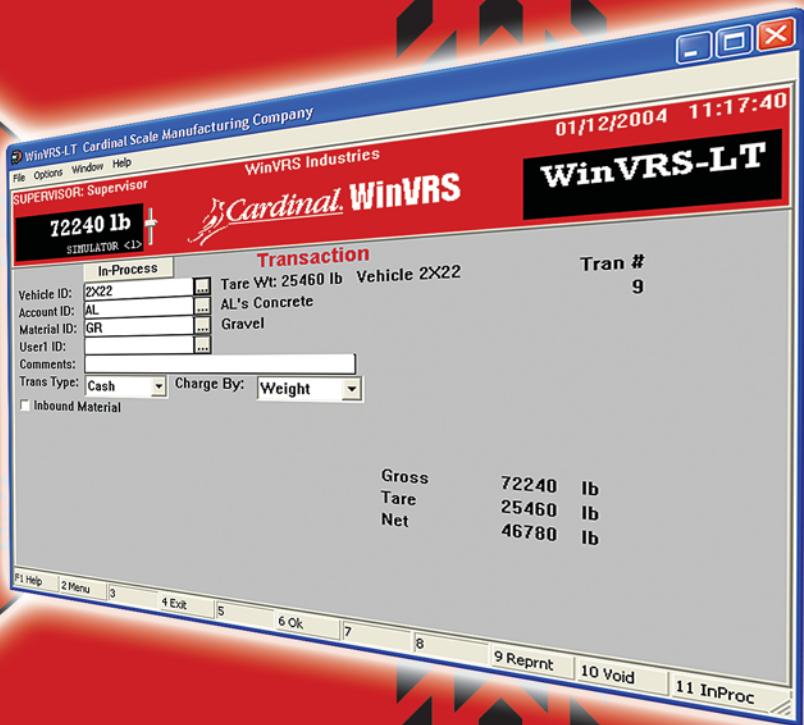 WinVRS-LT Cardinal Scale Manufacturing Company
File Options Window Help
SUPERVISOR: Supervisor
WinVRS Industries
01/12/2004 11:17:40
72240 lb
SIMULATOR <1>
Cardinal. WinVRS
WinVRS-LT
In-Process
Transaction
Tran #
Vehicle ID: 2X22 ... Tare Wt: 25460 lb Vehicle 2X22
9
Account ID: AL ... AL's Concrete
Material ID: GR ... Gravel
User1 ID: ...
Comments:
Trans Type: Cash Charge By: Weight
Inbound Material
Gross 72240 lb
Tare 25460 lb
Net 46780 lb
F1 Help 2 Menu 3 4 Exit 5 6 Ok 7 8 9 Reprnt 10 Void 11 InProc